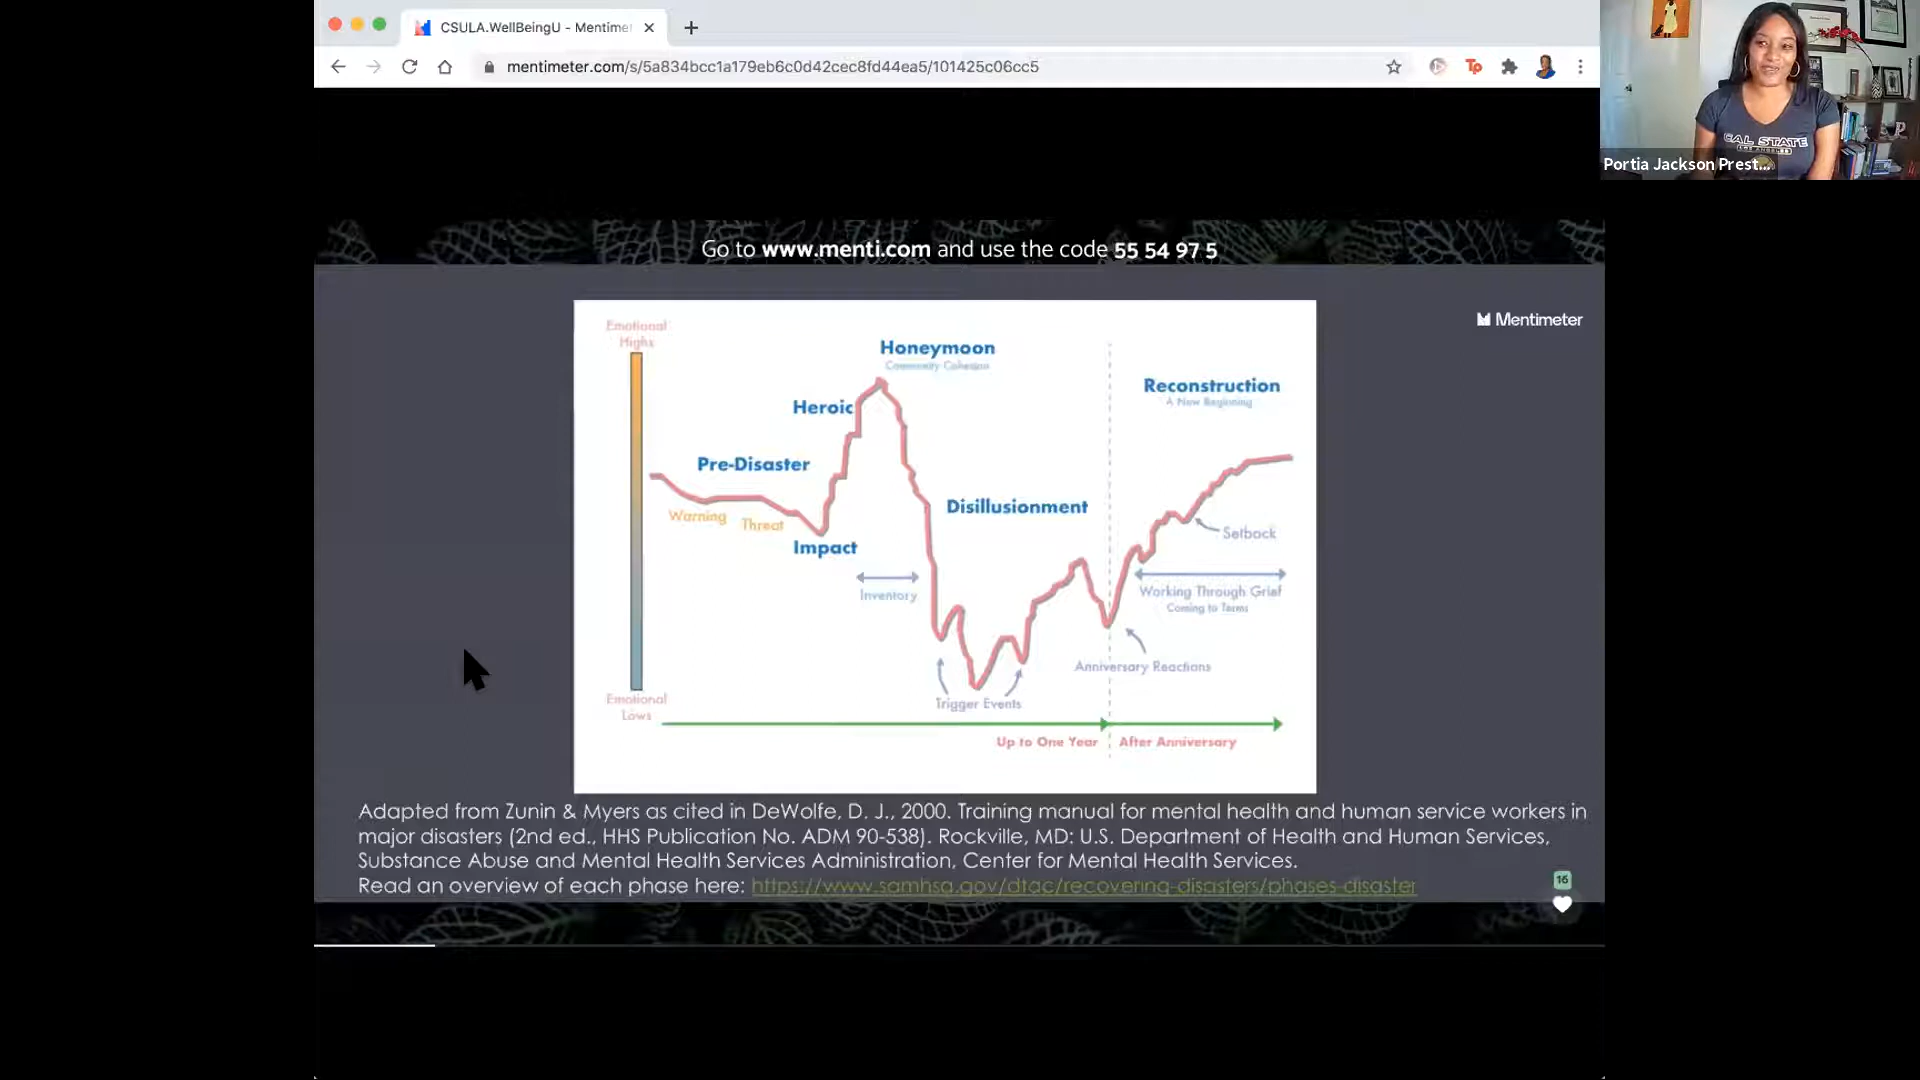 CSULA.WellBeingU - Mentimet
mentimeter.com/s/5a834bcc1a179eb6c0d42cec8fd44ea5/101425c06cc5
Tp
CAL STATE
LOS ANGELES
Portia Jackson Prest...
Go to www.menti.com and use the code 55 54 97 5
Mentimeter
Emotional
Highs
Honeymoon
Community Cohesion
Reconstruction
A New Beginning
Heroic
Pre-Disaster
Disillusionment
Warning
Threat
Setback
Impact
Inventory
Working Through Grief
Coming to Terms
Anniversary Reactions
Trigger Events
Emotional
Lows
Up to One Year
After Anniversary
Adapted from Zunin & Myers as cited in DeWolfe, D. J., 2000. Training manual for mental health and human service workers in
major disasters (2nd ed., HHS Publication No. ADM 90-538). Rockville, MD: U.S. Department of Health and Human Services,
Substance Abuse and Mental Health Services Administration, Center for Mental Health Services.
Read an overview of each phase here: https://www.samhsa.gov/dtac/recovering-disasters/phases-disaster
16